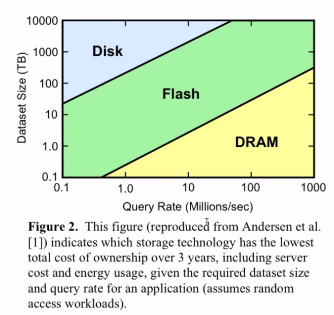 10000
1000
100
10
1.0
0.1
Dataset Size (TB)
Disk
Flash
DRAM
0.1 1.0 10 100 1000
Query Rate (Millions/sec)
Figure 2. This figure (reproduced from Andersen et al.
[1]) indicates which storage technology has the lowest
total cost of ownership over 3 years, including server
cost and energy usage, given the required dataset size
and query rate for an application (assumes random
access workloads).